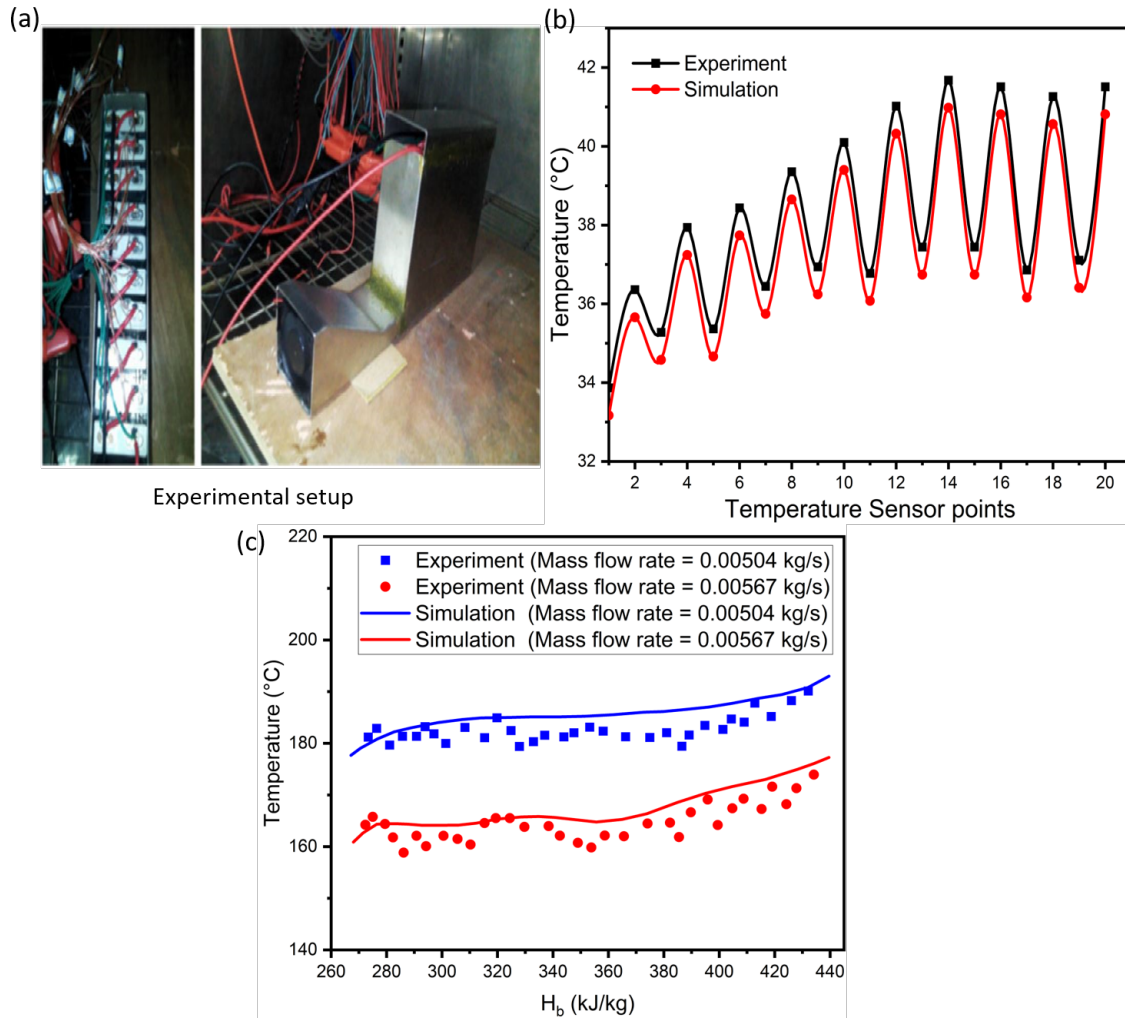 (a)
Experimental setup
(b)
Experiment
Simulation
Temperature (°C)
42
40
38
36
34
32
2 4 6 8 10 12 14 16 18 20
Temperature Sensor points
(c)
Experiment (Mass flow rate = 0.00504 kg/s)
Experiment (Mass flow rate = 0.00567 kg/s)
Simulation (Mass flow rate = 0.00504 kg/s)
Simulation (Mass flow rate = 0.00567 kg/s)
Temperature (°C)
220
200
180
160
140
260 280 300 320 340 360 380 400 420 440
H_b (kJ/kg)